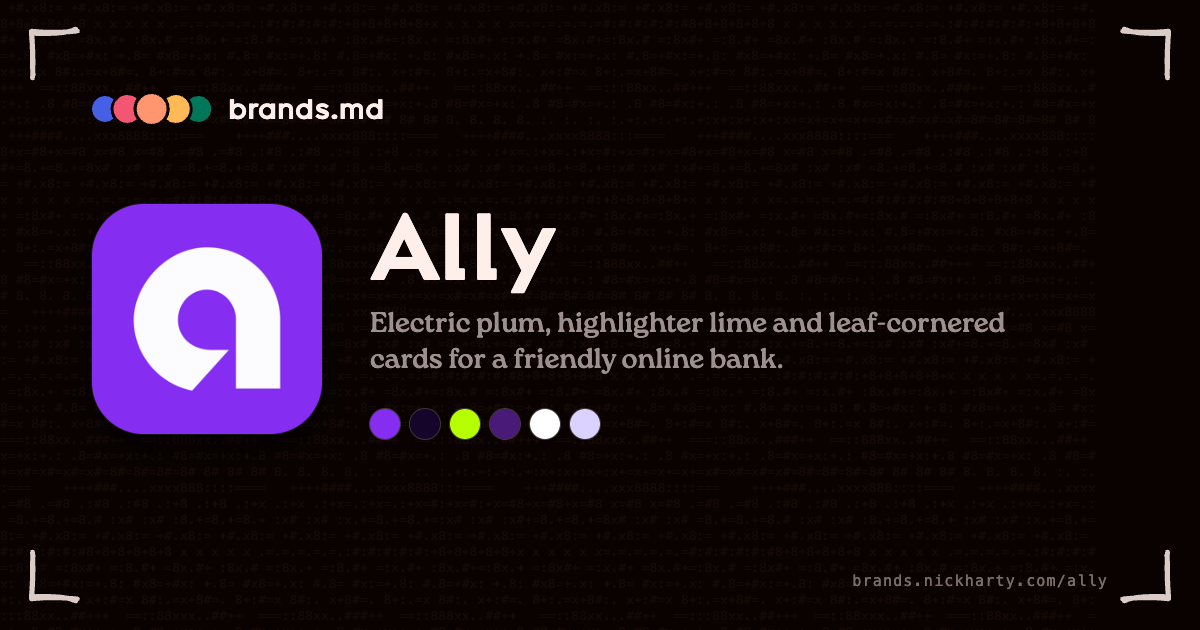 brands.md
Ally
Electric plum, highlighter lime and leaf-cornered
cards for a friendly online bank.
brands.nickharty.com/ally